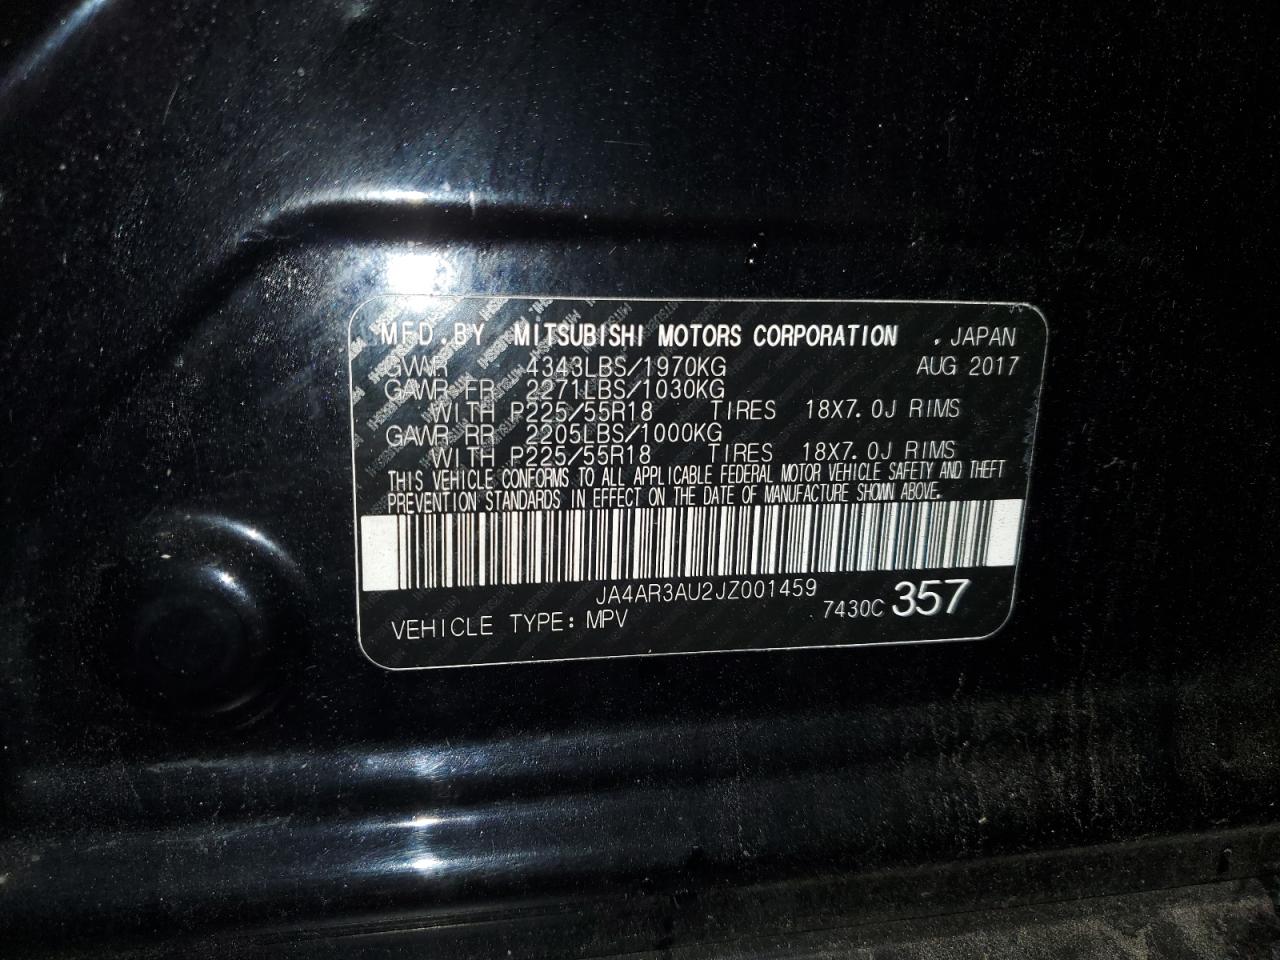 MFD.BY MITSUBISHI MOTORS CORPORATION . JAPAN
GVWR 4343LBS/1970KG AUG 2017
GAWR FR 2271LBS/1030KG
WITH P225/55R18 TIRES 18X7.0J RIMS
GAWR RR 2205LBS/1000KG
WITH P225/55R18 TIRES 18X7.0J RIMS
THIS VEHICLE CONFORMS TO ALL APPLICABLE FEDERAL MOTOR VEHICLE SAFETY AND THEFT
PREVENTION STANDARDS IN EFFECT ON THE DATE OF MANUFACTURE SHOWN ABOVE.
JA4AR3AU2JZ001459
VEHICLE TYPE: MPV 7430C 357